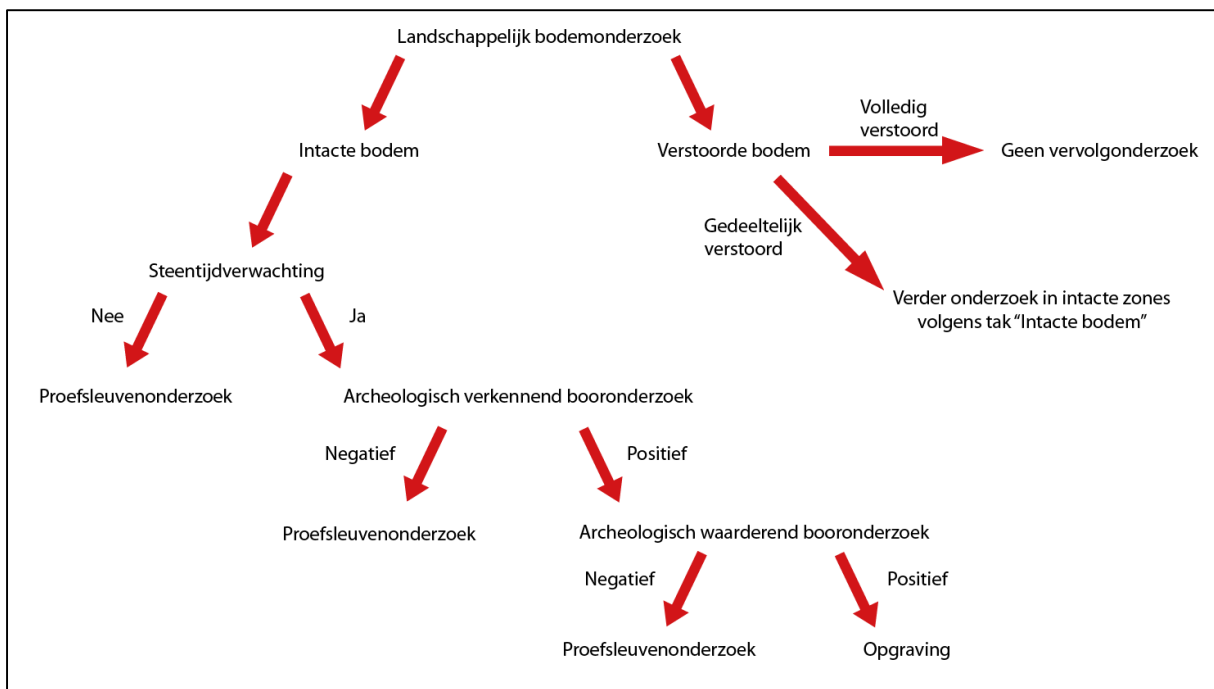 Landschappelijk bodemonderzoek
Volledig
verstoord
Intacte bodem
Verstoorde bodem
Geen vervolgonderzoek
Gedeeltelijk
verstoord
Steentijdverwachting
Verder onderzoek in intacte zones
volgens tak “Intacte bodem”
Nee
Ja
Proefsleuvenonderzoek
Archeologisch verkennend booronderzoek
Negatief
Positief
Proefsleuvenonderzoek
Archeologisch waarderend booronderzoek
Negatief
Positief
Proefsleuvenonderzoek
Opgraving